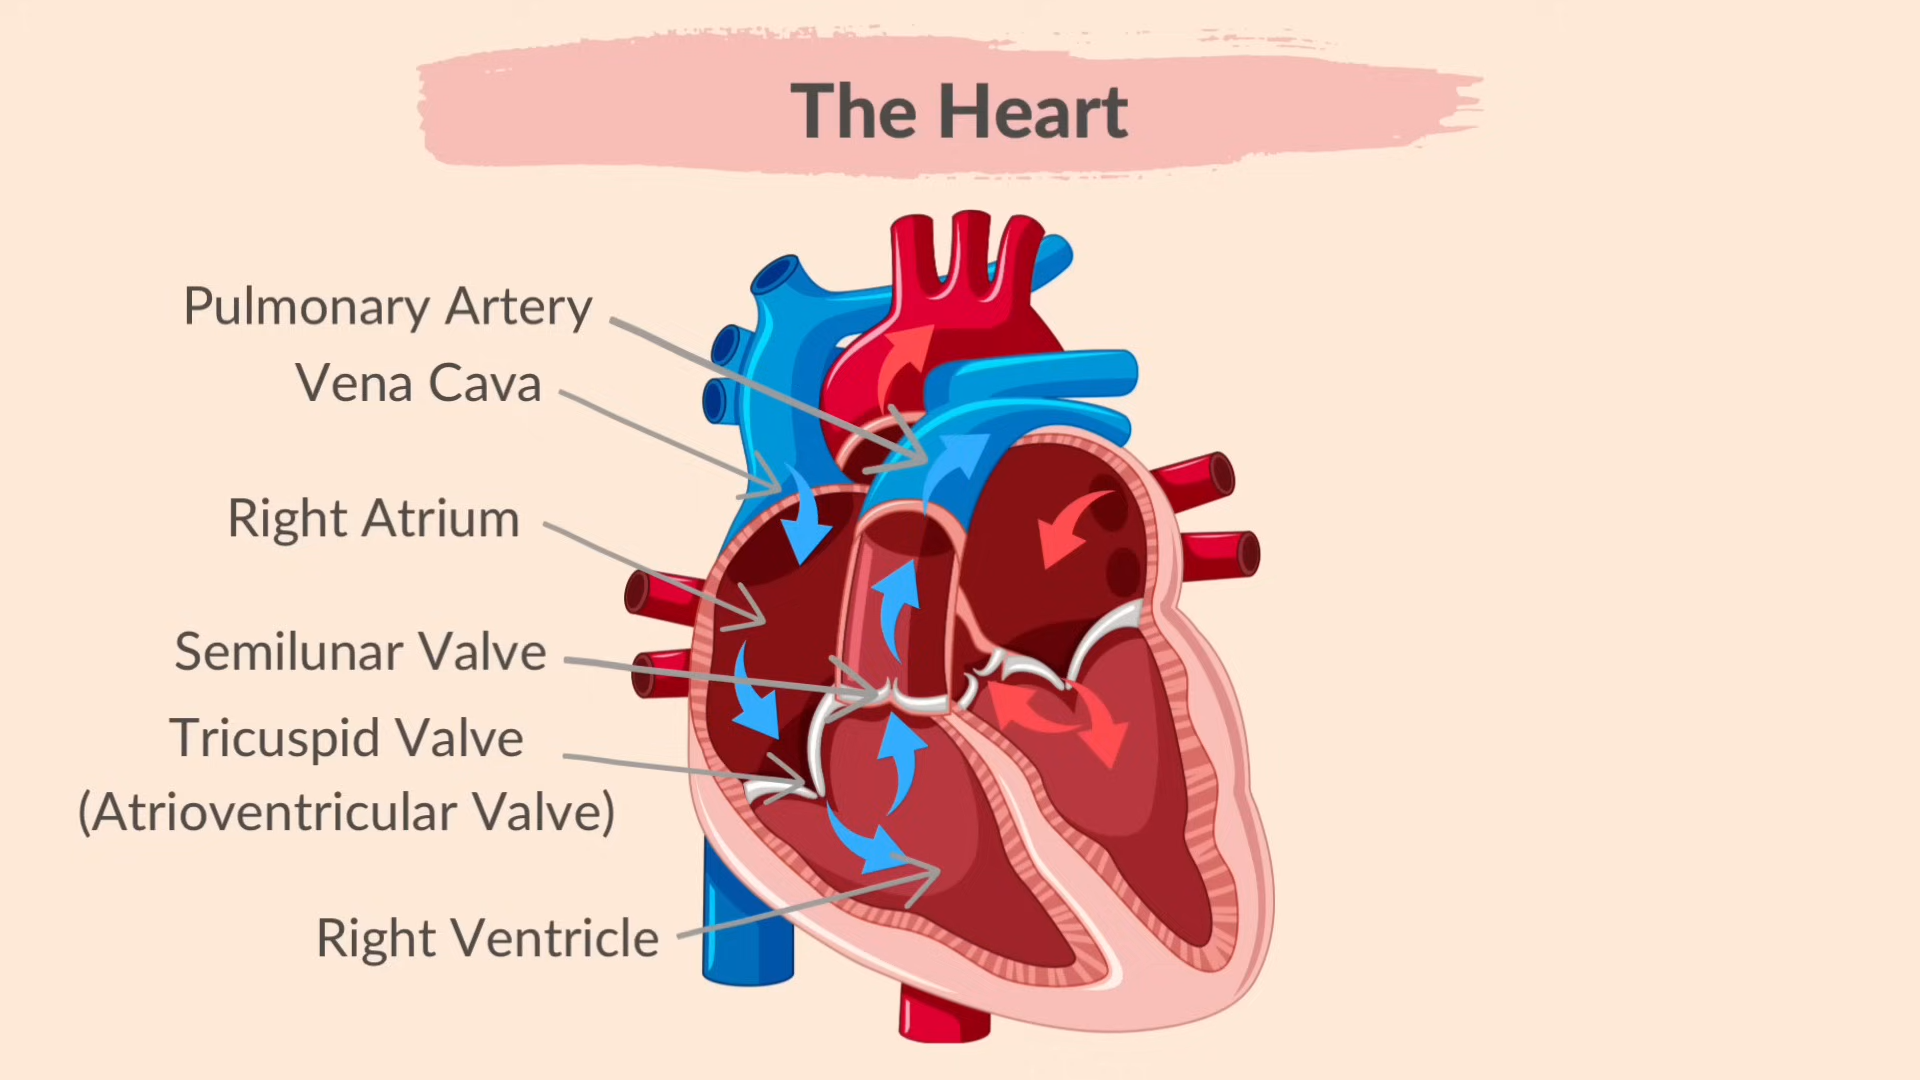 The Heart
Pulmonary Artery
Vena Cava
Right Atrium
Semilunar Valve
Tricuspid Valve
(Atrioventricular Valve)
Right Ventricle